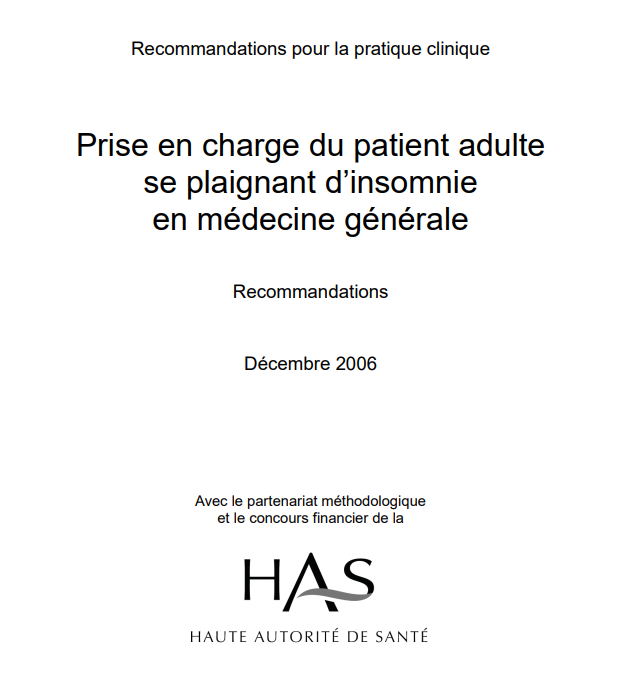 Recommandations pour la pratique clinique
Prise en charge du patient adulte
se plaignant d’insomnie
en médecine générale
Recommandations
Décembre 2006
Avec le partenariat méthodologique
et le concours financier de la
HAS
HAUTE AUTORITÉ DE SANTÉ